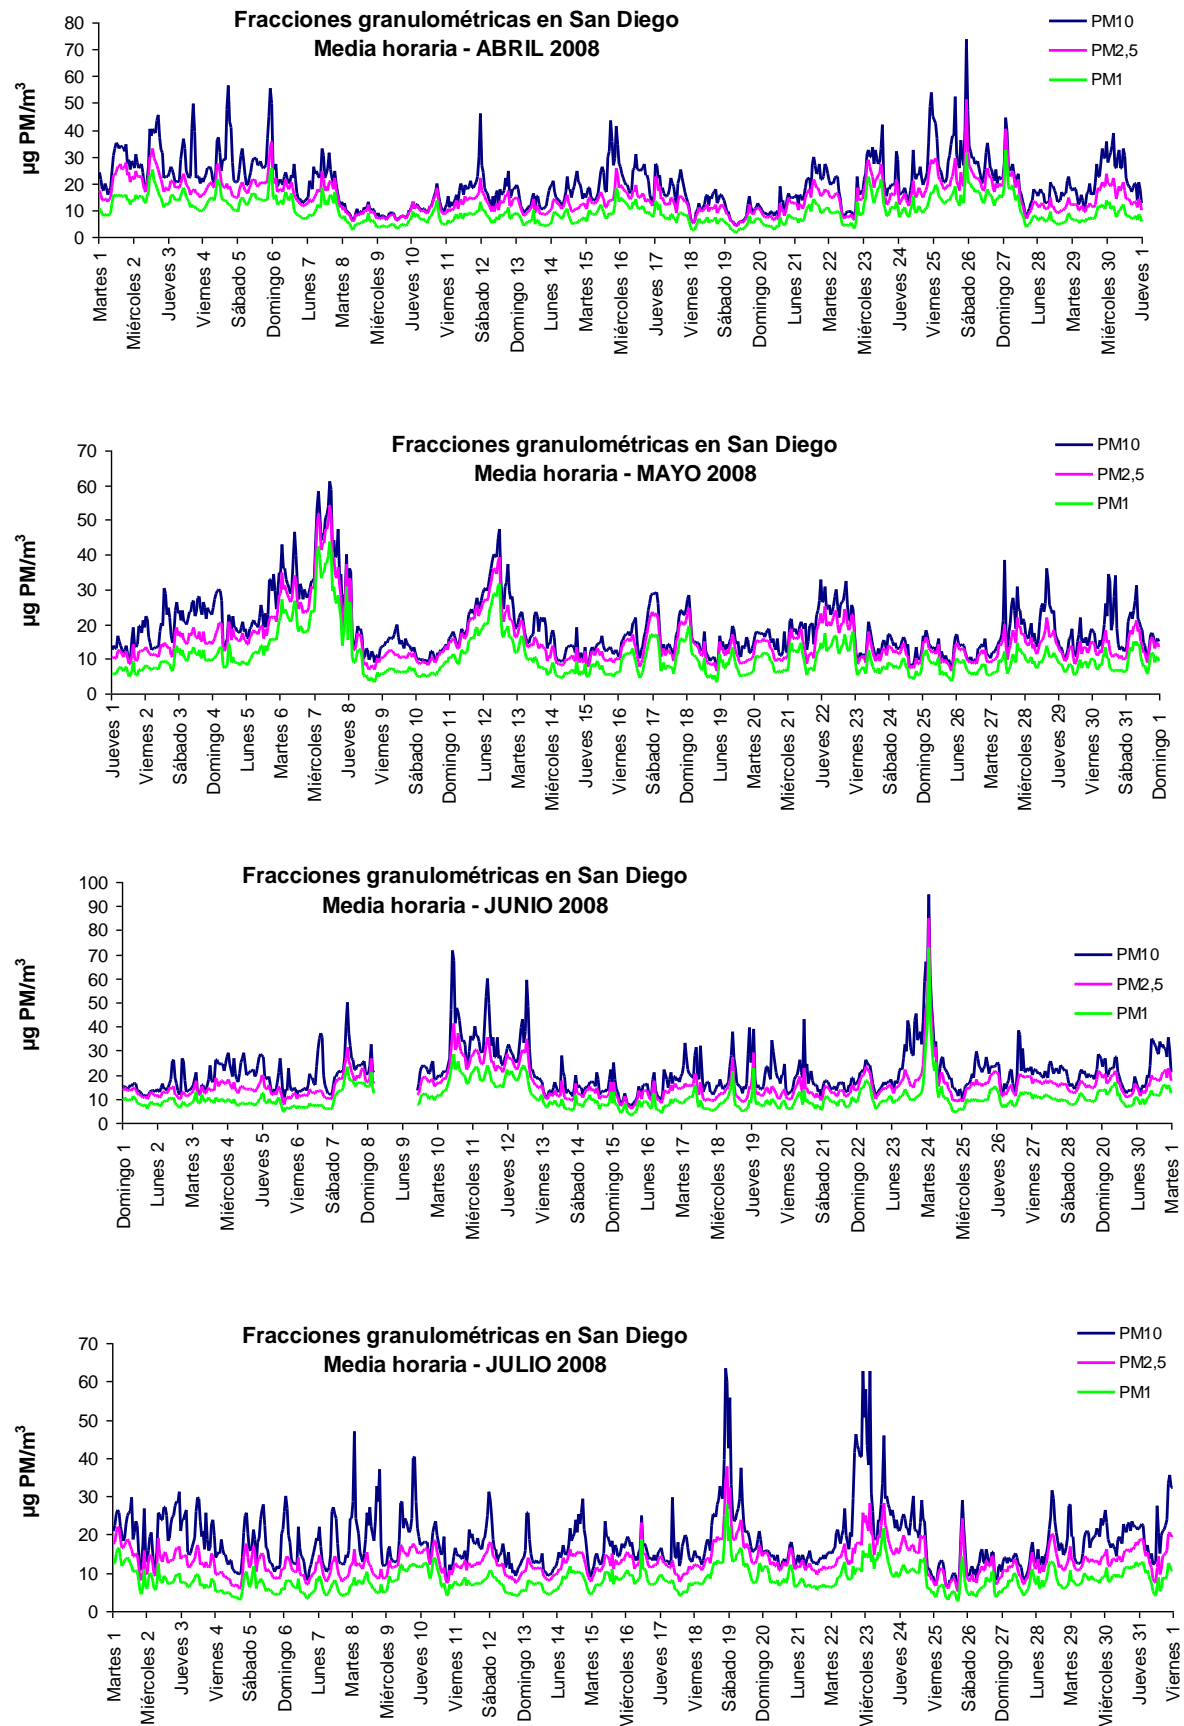 Fracciones granulométricas en San Diego
Media horaria - ABRIL 2008
PM10
PM2,5
PM1
µg PM/m³
80
70
60
50
40
30
20
10
0
Martes 1
Miércoles 2
Jueves 3
Viernes 4
Sábado 5
Domingo 6
Lunes 7
Martes 8
Miércoles 9
Jueves 10
Viernes 11
Sábado 12
Domingo 13
Lunes 14
Martes 15
Miércoles 16
Jueves 17
Viernes 18
Sábado 19
Domingo 20
Lunes 21
Martes 22
Miércoles 23
Jueves 24
Viernes 25
Sábado 26
Domingo 27
Lunes 28
Martes 29
Miércoles 30
Jueves 1
Fracciones granulométricas en San Diego
Media horaria - MAYO 2008
PM10
PM2,5
PM1
µg PM/m³
70
60
50
40
30
20
10
0
Jueves 1
Viernes 2
Sábado 3
Domingo 4
Lunes 5
Martes 6
Miércoles 7
Jueves 8
Viernes 9
Sábado 10
Domingo 11
Lunes 12
Martes 13
Miércoles 14
Jueves 15
Viernes 16
Sábado 17
Domingo 18
Lunes 19
Martes 20
Miércoles 21
Jueves 22
Viernes 23
Sábado 24
Domingo 25
Lunes 26
Martes 27
Miércoles 28
Jueves 29
Viernes 30
Sábado 31
Domingo 1
Fracciones granulométricas en San Diego
Media horaria - JUNIO 2008
PM10
PM2,5
PM1
µg PM/m³
100
90
80
70
60
50
40
30
20
10
0
Domingo 1
Lunes 2
Martes 3
Miércoles 4
Jueves 5
Viernes 6
Sábado 7
Domingo 8
Lunes 9
Martes 10
Miércoles 11
Jueves 12
Viernes 13
Sábado 14
Domingo 15
Lunes 16
Martes 17
Miércoles 18
Jueves 19
Viernes 20
Sábado 21
Domingo 22
Lunes 23
Martes 24
Miércoles 25
Jueves 26
Viernes 27
Sábado 28
Domingo 20
Lunes 30
Martes 1
Fracciones granulométricas en San Diego
Media horaria - JULIO 2008
PM10
PM2,5
PM1
µg PM/m³
70
60
50
40
30
20
10
0
Martes 1
Miércoles 2
Jueves 3
Viernes 4
Sábado 5
Domingo 6
Lunes 7
Martes 8
Miércoles 9
Jueves 10
Viernes 11
Sábado 12
Domingo 13
Lunes 14
Martes 15
Miércoles 16
Jueves 17
Viernes 18
Sábado 19
Domingo 20
Lunes 21
Martes 22
Miércoles 23
Jueves 24
Viernes 25
Sábado 26
Domingo 27
Lunes 28
Martes 29
Miércoles 30
Jueves 31
Viernes 1